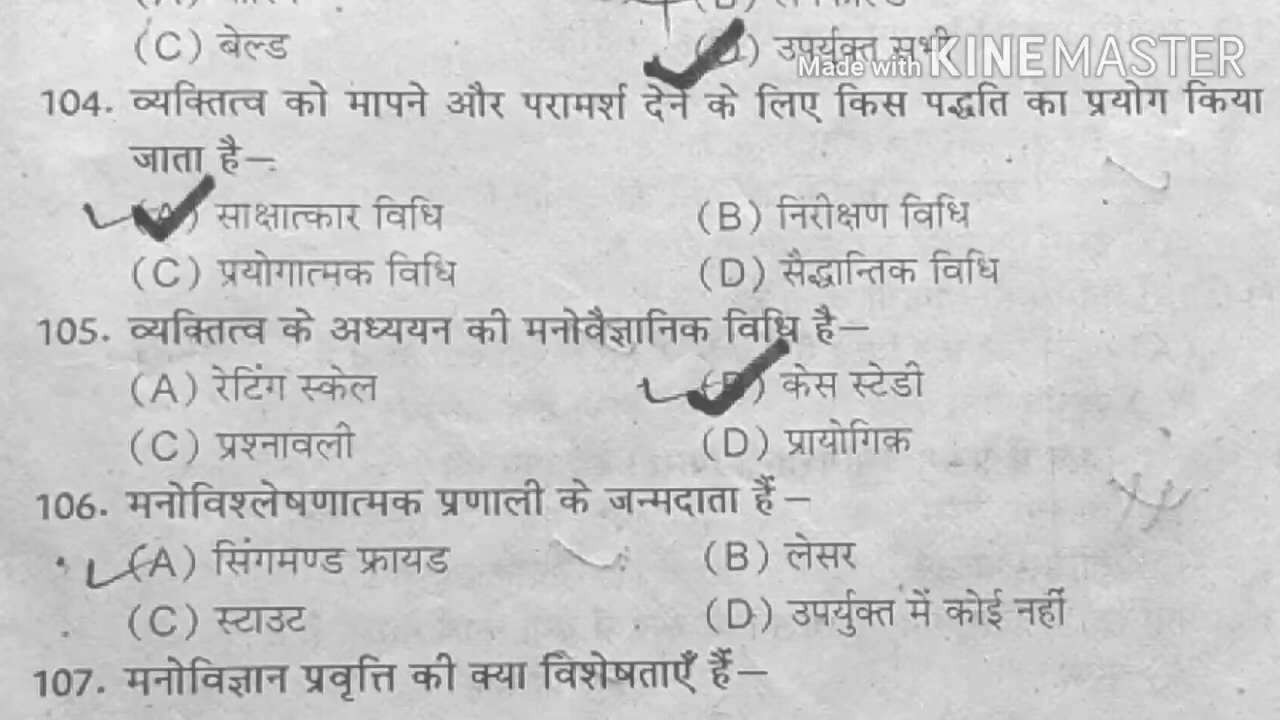 (C) बेल्ड
उपर्युक्त सभी
Made with KINEMASTER
104. व्यक्तित्व को मापने और परामर्श देने के लिए किस पद्धति का प्रयोग किया
जाता है—
(A) साक्षात्कार विधि (B) निरीक्षण विधि
(C) प्रयोगात्मक विधि (D) सैद्धान्तिक विधि
105. व्यक्तित्व के अध्ययन की मनोवैज्ञानिक विधि है—
(A) रेटिंग स्केल (B) केस स्टेडी
(C) प्रश्नावली (D) प्रायोगिक
106. मनोविश्लेषणात्मक प्रणाली के जन्मदाता हैं—
(A) सिंगमण्ड फ्रायड (B) लेसर
(C) स्टाउट (D) उपर्युक्त में कोई नहीं
107. मनोविज्ञान प्रवृत्ति की क्या विशेषताएँ हैं—